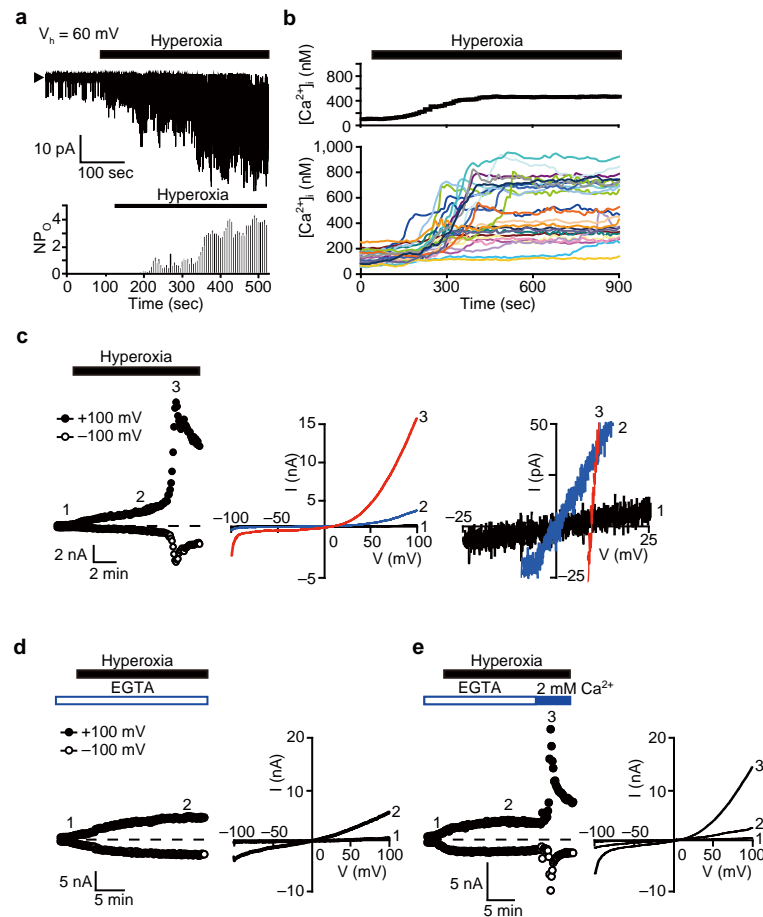 a
V_h = 60 mV
Hyperoxia
10 pA
100 sec
Hyperoxia
NP_O
4
2
0
0 100 200 300 400 500
Time (sec)
b
Hyperoxia
[Ca²⁺]ᵢ (nM)
800
400
0
[Ca²⁺]ᵢ (nM)
1,000
800
600
400
200
0
0 300 600 900
Time (sec)
c
Hyperoxia
3
+100 mV
−100 mV
1
2
2 nA
2 min
I (nA)
15
10
5
−5
−100 −50
0 50 100
V (mV)
3
2
1
I (pA)
50
−25
−25
25
V (mV)
3
2
1
d
Hyperoxia
EGTA
+100 mV
−100 mV
1
2
5 nA
5 min
I (nA)
20
10
−10
−100 −50
0 50 100
V (mV)
2
1
e
Hyperoxia
EGTA 2 mM Ca²⁺
3
1
2
5 nA
5 min
I (nA)
20
10
−10
−100 −50
0 50 100
V (mV)
3
2
1